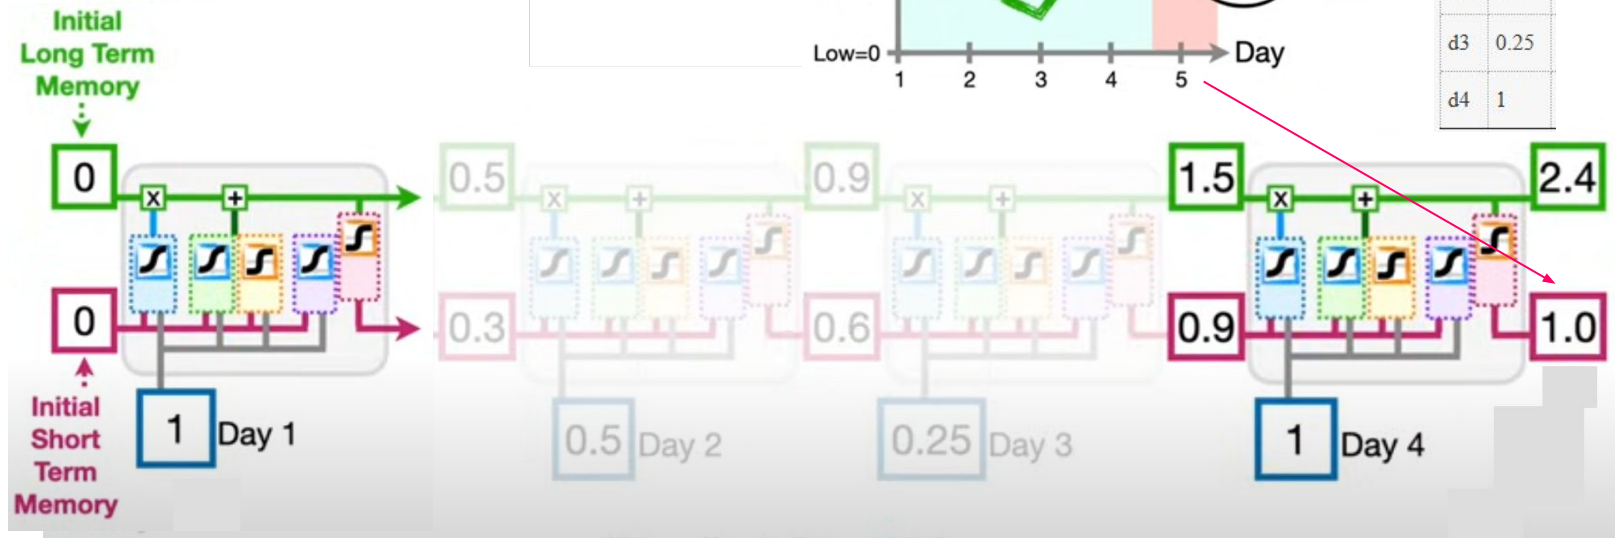 Initial
Long Term
Memory
Low=0
1 2 3 4 5
Day
d3 0.25
d4 1
0
0.5
0.9
1.5
2.4
x +
x +
x +
x +
0
0.3
0.6
0.9
1.0
Initial
Short
Term
Memory
1 Day 1
0.5 Day 2
0.25 Day 3
1 Day 4